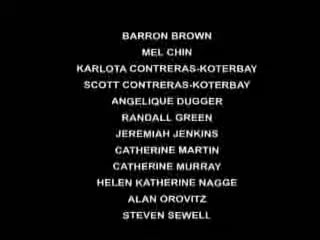 BARRON BROWN
MEL CHIN
KARLOTA CONTRERAS-KOTERBAY
SCOTT CONTRERAS-KOTERBAY
ANGELIQUE DUGGER
RANDALL GREEN
JEREMIAH JENKINS
CATHERINE MARTIN
CATHERINE MURRAY
HELEN KATHERINE NAGGE
ALAN OROVITZ
STEVEN SEWELL